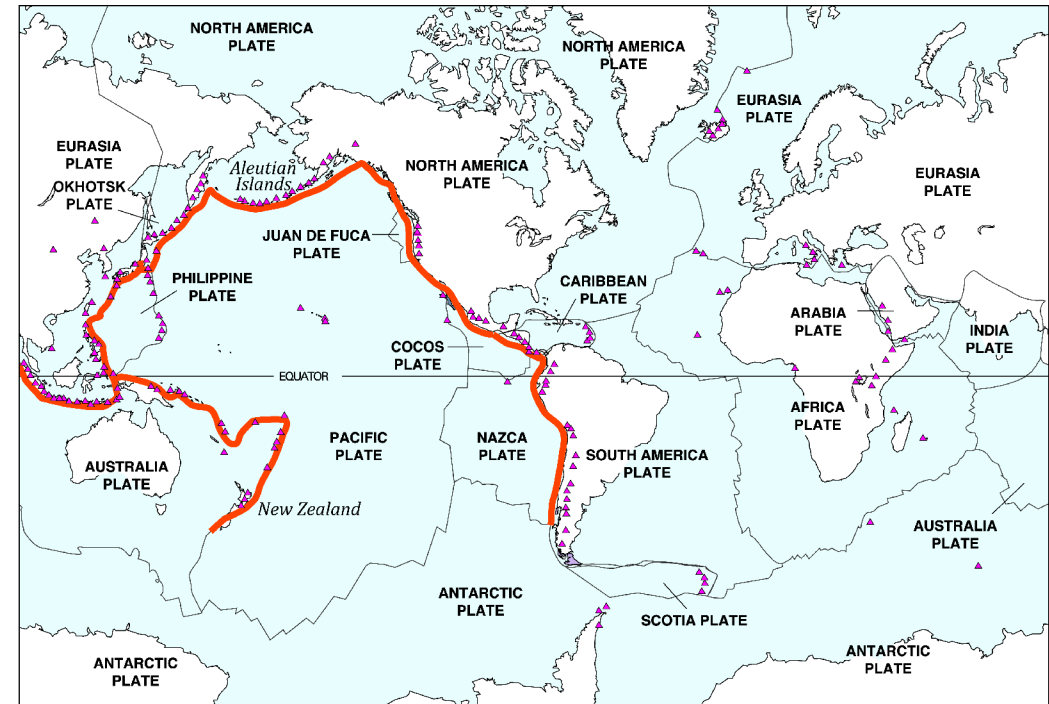 NORTH AMERICA
PLATE
NORTH AMERICA
PLATE
EURASIA
PLATE
EURASIA
PLATE
OKHOTSK
PLATE
Aleutian
Islands
NORTH AMERICA
PLATE
EURASIA
PLATE
JUAN DE FUCA
PLATE
PHILIPPINE
PLATE
CARIBBEAN
PLATE
ARABIA
PLATE
INDIA
PLATE
COCOS
PLATE
EQUATOR
AFRICA
PLATE
PACIFIC
PLATE
NAZCA
PLATE
SOUTH AMERICA
PLATE
AUSTRALIA
PLATE
New Zealand
AUSTRALIA
PLATE
ANTARCTIC
PLATE
SCOTIA PLATE
ANTARCTIC
PLATE
ANTARCTIC
PLATE